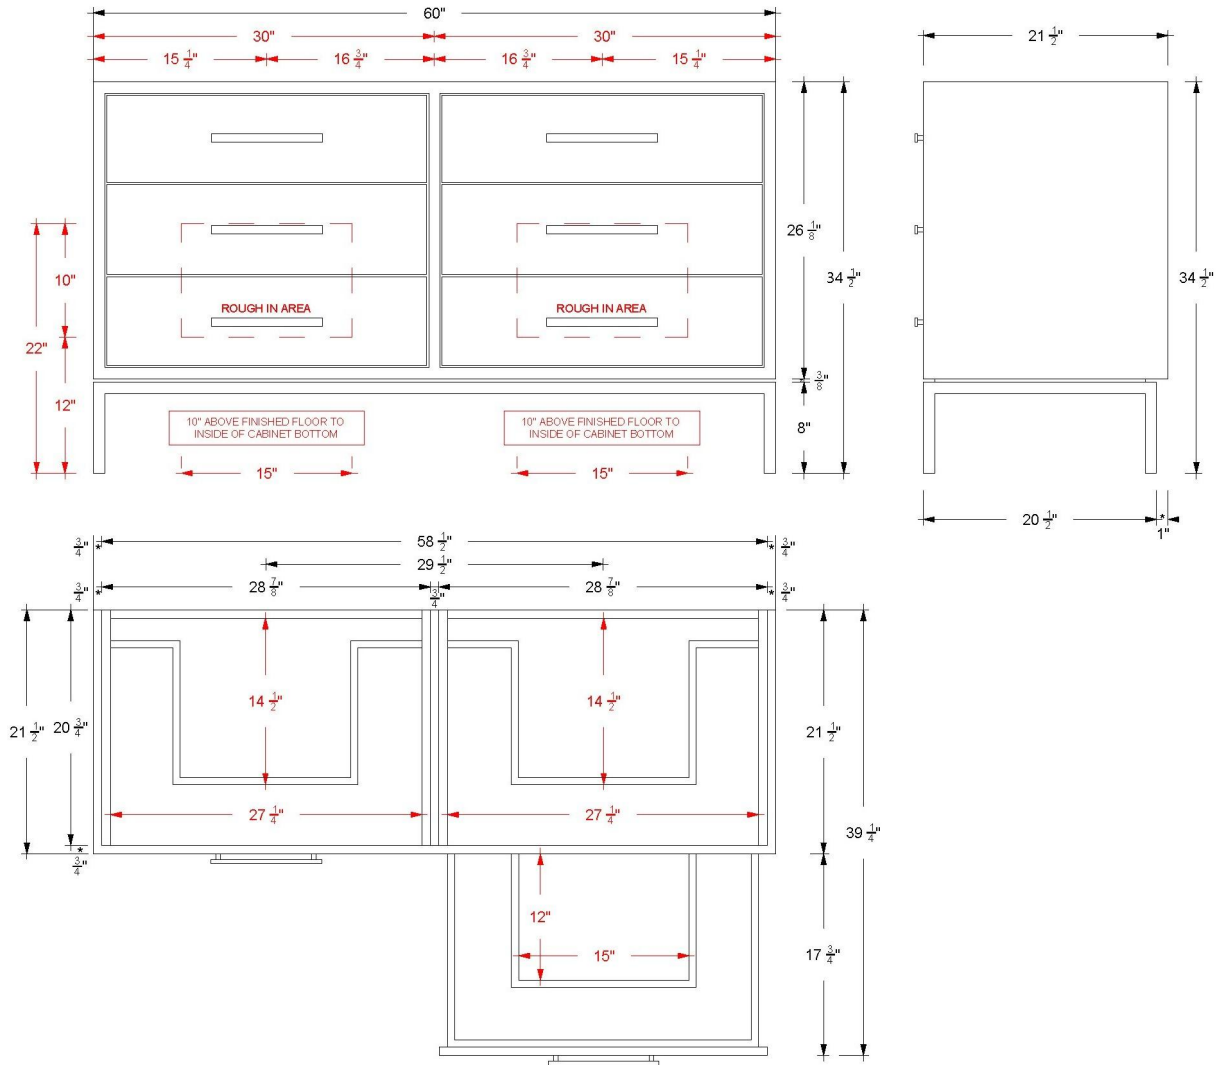 60"
30" 30"
15 1/4" 16 3/4" 16 3/4" 15 1/4"
21 1/2"
26 1/8"
34 1/2"
34 1/2"
10"
22"
12"
ROUGH IN AREA ROUGH IN AREA
3/8"
8"
10" ABOVE FINISHED FLOOR TO
INSIDE OF CABINET BOTTOM
10" ABOVE FINISHED FLOOR TO
INSIDE OF CABINET BOTTOM
15" 15"
20 1/2" *
1"
3/4" * 58 1/2" * 3/4"
29 1/2"
3/4" * 28 7/8" 3/4" 28 7/8" * 3/4"
14 1/2" 14 1/2"
21 1/2" 20 3/4" 21 1/2"
27 1/4" 27 1/4"
39 1/4"
*
3/4"
12"
15"
17 3/4"